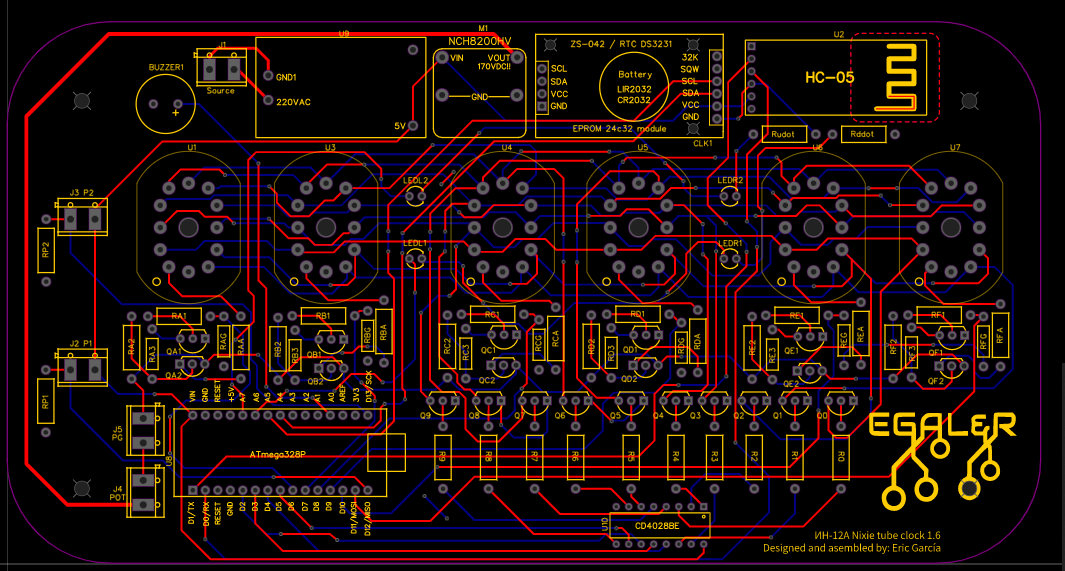 M1
J1
U9
NCH8200HV
ZS-042 / RTC DS3231
U2
BUZZER1
GND1
VIN
VOUT
170VDC!!
32K
SQW
SCL
SDA
VCC
GND
Battery
LIR2032
CR2032
SCL
SDA
VCC
GND
HC-05
Source
+
220VAC
GND
5V
EPROM 24c32 module
CLK1
Rudot
Rddot
U1
U3
U4
U5
U6
U7
LEDL2
LEDR2
J3 P2
RP2
LEDL1
LEDR1
RA1
RB1
RC1
RD1
RE1
RF1
RA2
RA3
RAG
RAA
RB2
RB3
RBG
RBA
RC2
RC3
RCG
RCA
RD2
RD3
RDG
RDA
RE2
RE3
REG
REA
RF2
RF3
RFG
RFA
J2 P1
QA1
QB1
QC1
QD1
QE1
QF1
QA2
QB2
QC2
QD2
QE2
QF2
RP1
VIN
GND
RESET
+5V
A7
A6
A5
A4
A3
A2
A1
A0
AREF
3V3
D13/SCK
Q9
Q8
Q7
Q6
Q5
Q4
Q3
Q2
Q1
Q0
J5
PG
EGALER
U8
ATmega328P
R9
R8
R7
R6
R5
R4
R3
R2
R1
R0
J4
POT
D1/TX
D0/RX
RESET
GND
D2
D3
D4
D5
D6
D7
D8
D9
D10
D11/MOSI
D12/MISO
U10
CD4028BE
ИН-12A Nixie tube clock 1.6
Designed and asembled by: Eric García